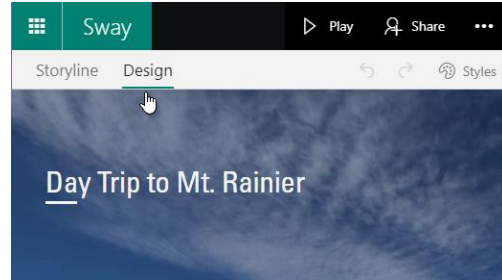 Sway Play Share
Storyline Design Styles
Day Trip to Mt. Rainier